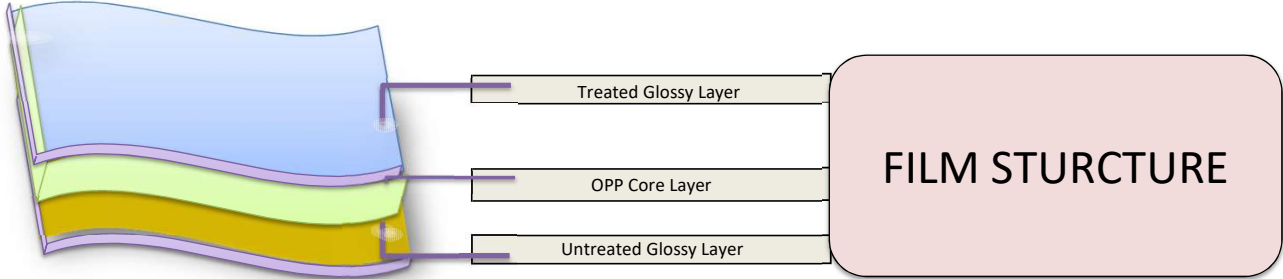 Treated Glossy Layer
OPP Core Layer
FILM STURCTURE
Untreated Glossy Layer